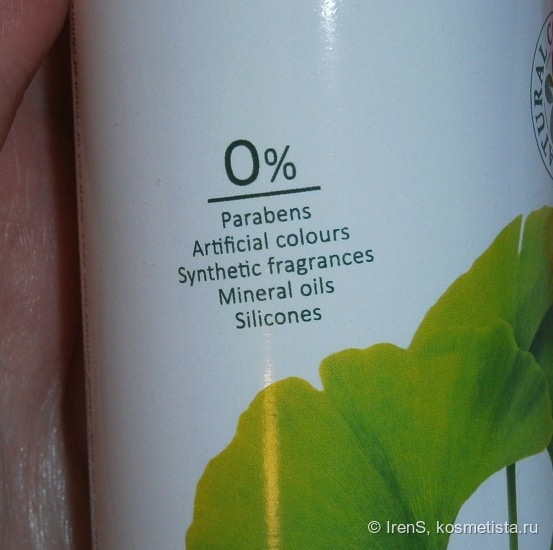 0%
Parabens
Artificial colours
Synthetic fragrances
Mineral oils
Silicones
© IrenS, kosmetista.ru